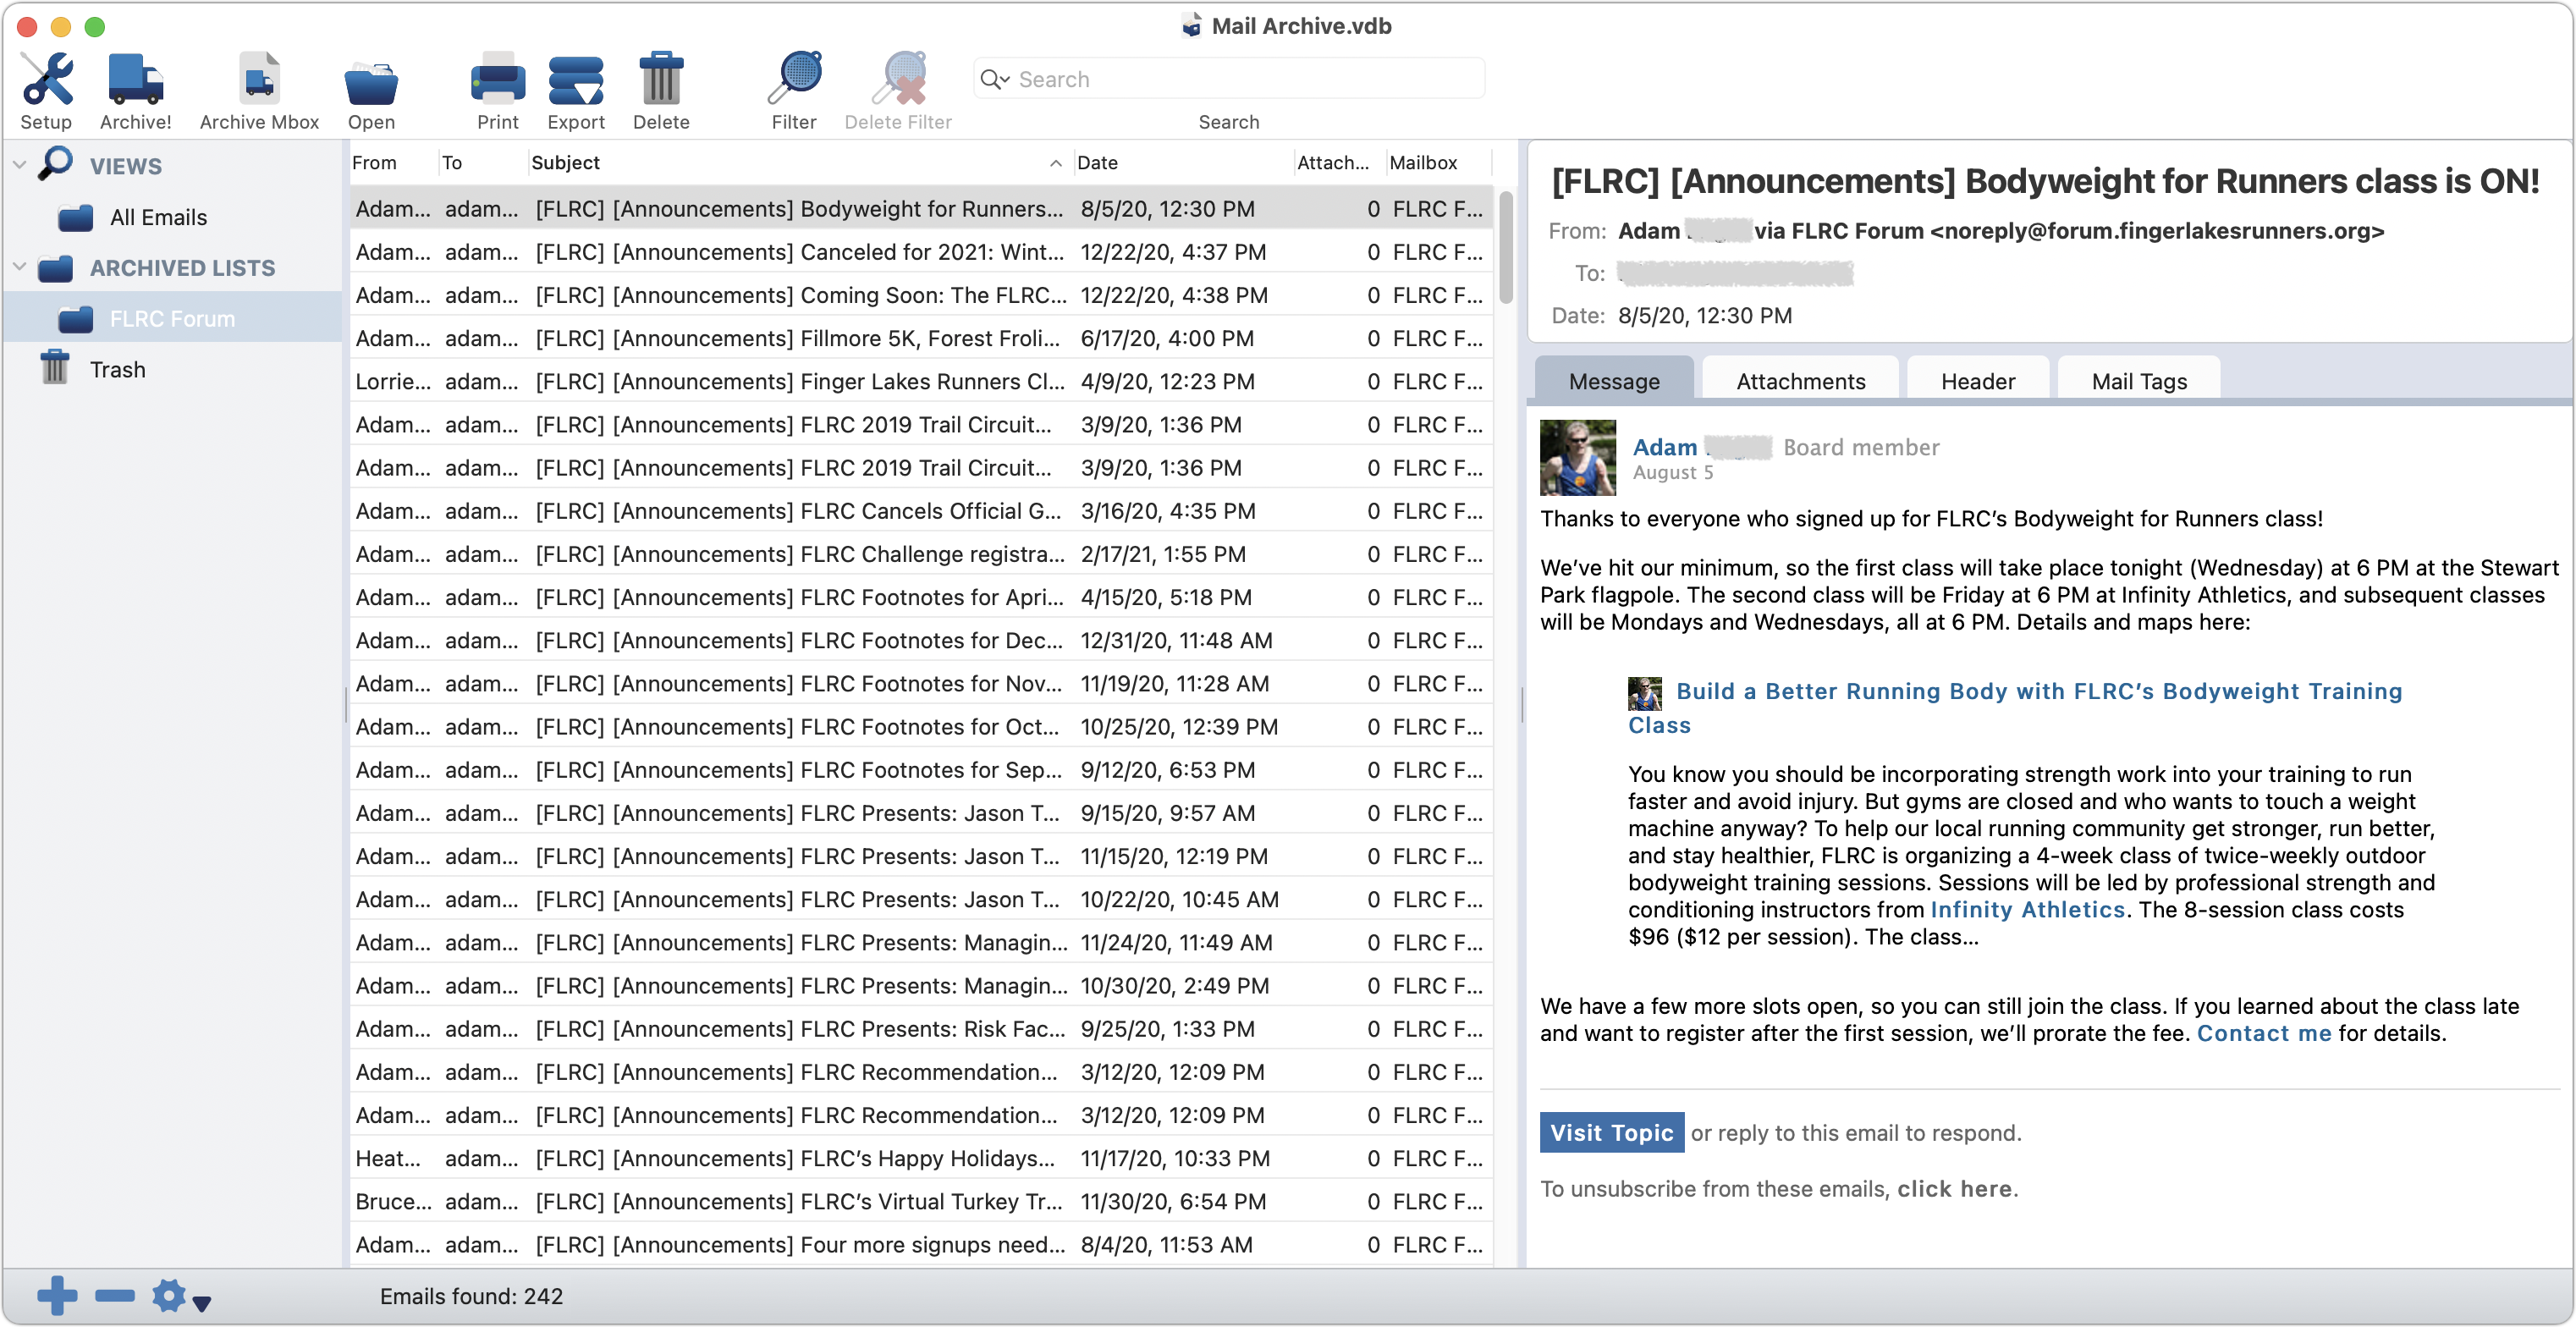 Mail Archive.vdb
Setup Archive! Archive Mbox Open Print Export Delete Filter Delete Filter Search
Search
VIEWS
All Emails
ARCHIVED LISTS
FLRC Forum
Trash
From To Subject Date Attach... Mailbox
Adam... adam... [FLRC] [Announcements] Bodyweight for Runners... 8/5/20, 12:30 PM 0 FLRC F...
Adam... adam... [FLRC] [Announcements] Canceled for 2021: Wint... 12/22/20, 4:37 PM 0 FLRC F...
Adam... adam... [FLRC] [Announcements] Coming Soon: The FLRC... 12/22/20, 4:38 PM 0 FLRC F...
Adam... adam... [FLRC] [Announcements] Fillmore 5K, Forest Froli... 6/17/20, 4:00 PM 0 FLRC F...
Lorrie... adam... [FLRC] [Announcements] Finger Lakes Runners Cl... 4/9/20, 12:23 PM 0 FLRC F...
Adam... adam... [FLRC] [Announcements] FLRC 2019 Trail Circuit... 3/9/20, 1:36 PM 0 FLRC F...
Adam... adam... [FLRC] [Announcements] FLRC 2019 Trail Circuit... 3/9/20, 1:36 PM 0 FLRC F...
Adam... adam... [FLRC] [Announcements] FLRC Cancels Official G... 3/16/20, 4:35 PM 0 FLRC F...
Adam... adam... [FLRC] [Announcements] FLRC Challenge registra... 2/17/21, 1:55 PM 0 FLRC F...
Adam... adam... [FLRC] [Announcements] FLRC Footnotes for Apri... 4/15/20, 5:18 PM 0 FLRC F...
Adam... adam... [FLRC] [Announcements] FLRC Footnotes for Dec... 12/31/20, 11:48 AM 0 FLRC F...
Adam... adam... [FLRC] [Announcements] FLRC Footnotes for Nov... 11/19/20, 11:28 AM 0 FLRC F...
Adam... adam... [FLRC] [Announcements] FLRC Footnotes for Oct... 10/25/20, 12:39 PM 0 FLRC F...
Adam... adam... [FLRC] [Announcements] FLRC Footnotes for Sep... 9/12/20, 6:53 PM 0 FLRC F...
Adam... adam... [FLRC] [Announcements] FLRC Presents: Jason T... 9/15/20, 9:57 AM 0 FLRC F...
Adam... adam... [FLRC] [Announcements] FLRC Presents: Jason T... 11/15/20, 12:19 PM 0 FLRC F...
Adam... adam... [FLRC] [Announcements] FLRC Presents: Jason T... 10/22/20, 10:45 AM 0 FLRC F...
Adam... adam... [FLRC] [Announcements] FLRC Presents: Managin... 11/24/20, 11:49 AM 0 FLRC F...
Adam... adam... [FLRC] [Announcements] FLRC Presents: Managin... 10/30/20, 2:49 PM 0 FLRC F...
Adam... adam... [FLRC] [Announcements] FLRC Presents: Risk Fac... 9/25/20, 1:33 PM 0 FLRC F...
Adam... adam... [FLRC] [Announcements] FLRC Recommendation... 3/12/20, 12:09 PM 0 FLRC F...
Adam... adam... [FLRC] [Announcements] FLRC Recommendation... 3/12/20, 12:09 PM 0 FLRC F...
Heat... adam... [FLRC] [Announcements] FLRC’s Happy Holidays... 11/17/20, 10:33 PM 0 FLRC F...
Bruce... adam... [FLRC] [Announcements] FLRC’s Virtual Turkey Tr... 11/30/20, 6:54 PM 0 FLRC F...
Adam... adam... [FLRC] [Announcements] Four more signups need... 8/4/20, 11:53 AM 0 FLRC F...
Emails found: 242
[FLRC] [Announcements] Bodyweight for Runners class is ON!
From: Adam via FLRC Forum <noreply@forum.fingerlakesrunners.org>
To:
Date: 8/5/20, 12:30 PM
Message Attachments Header Mail Tags
Adam Board member
August 5
Thanks to everyone who signed up for FLRC’s Bodyweight for Runners class!
We’ve hit our minimum, so the first class will take place tonight (Wednesday) at 6 PM at the Stewart
Park flagpole. The second class will be Friday at 6 PM at Infinity Athletics, and subsequent classes
will be Mondays and Wednesdays, all at 6 PM. Details and maps here:
Build a Better Running Body with FLRC’s Bodyweight Training
Class
You know you should be incorporating strength work into your training to run
faster and avoid injury. But gyms are closed and who wants to touch a weight
machine anyway? To help our local running community get stronger, run better,
and stay healthier, FLRC is organizing a 4-week class of twice-weekly outdoor
bodyweight training sessions. Sessions will be led by professional strength and
conditioning instructors from Infinity Athletics. The 8-session class costs
$96 ($12 per session). The class...
We have a few more slots open, so you can still join the class. If you learned about the class late
and want to register after the first session, we’ll prorate the fee. Contact me for details.
Visit Topic or reply to this email to respond.
To unsubscribe from these emails, click here.